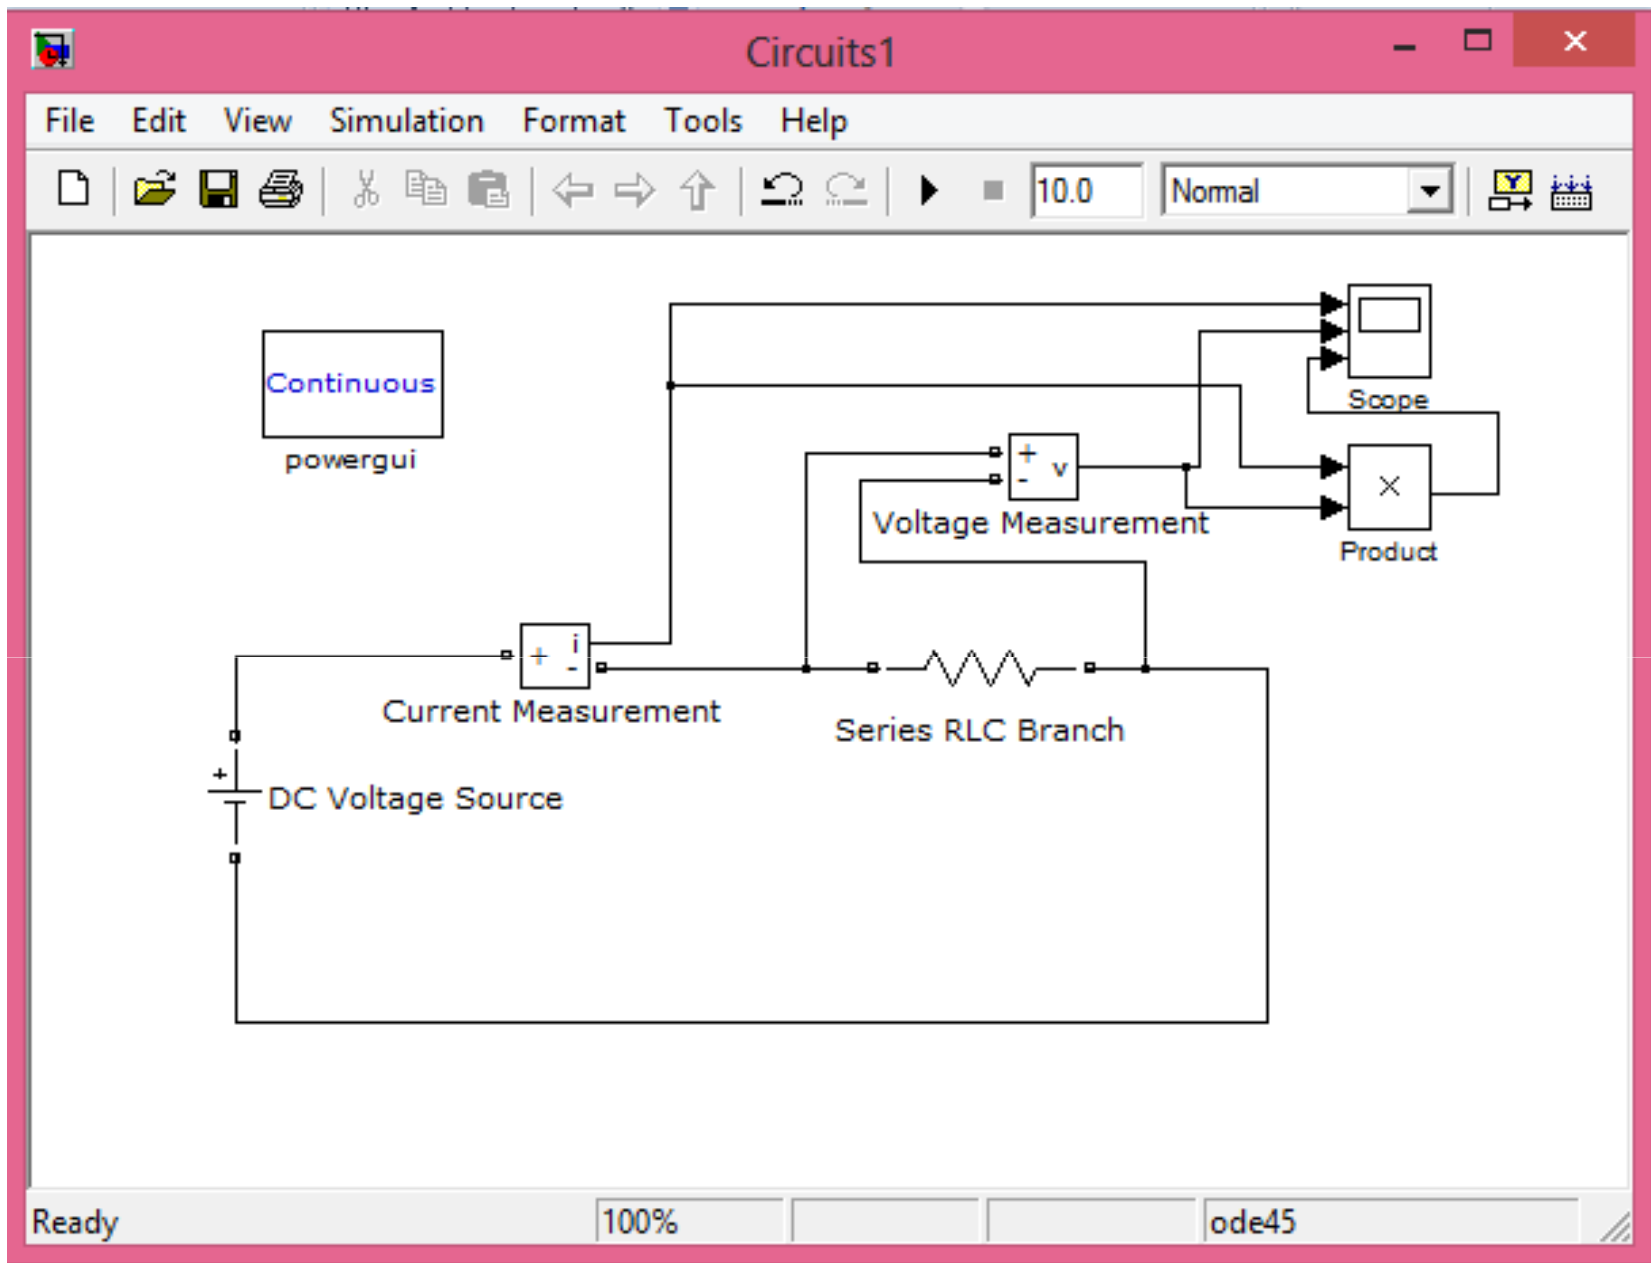 Circuits1
File Edit View Simulation Format Tools Help
10.0 Normal
Continuous
powergui
Scope
+ v
-
Voltage Measurement
×
Product
+ i
-
Current Measurement
Series RLC Branch
+
DC Voltage Source
Ready 100% ode45